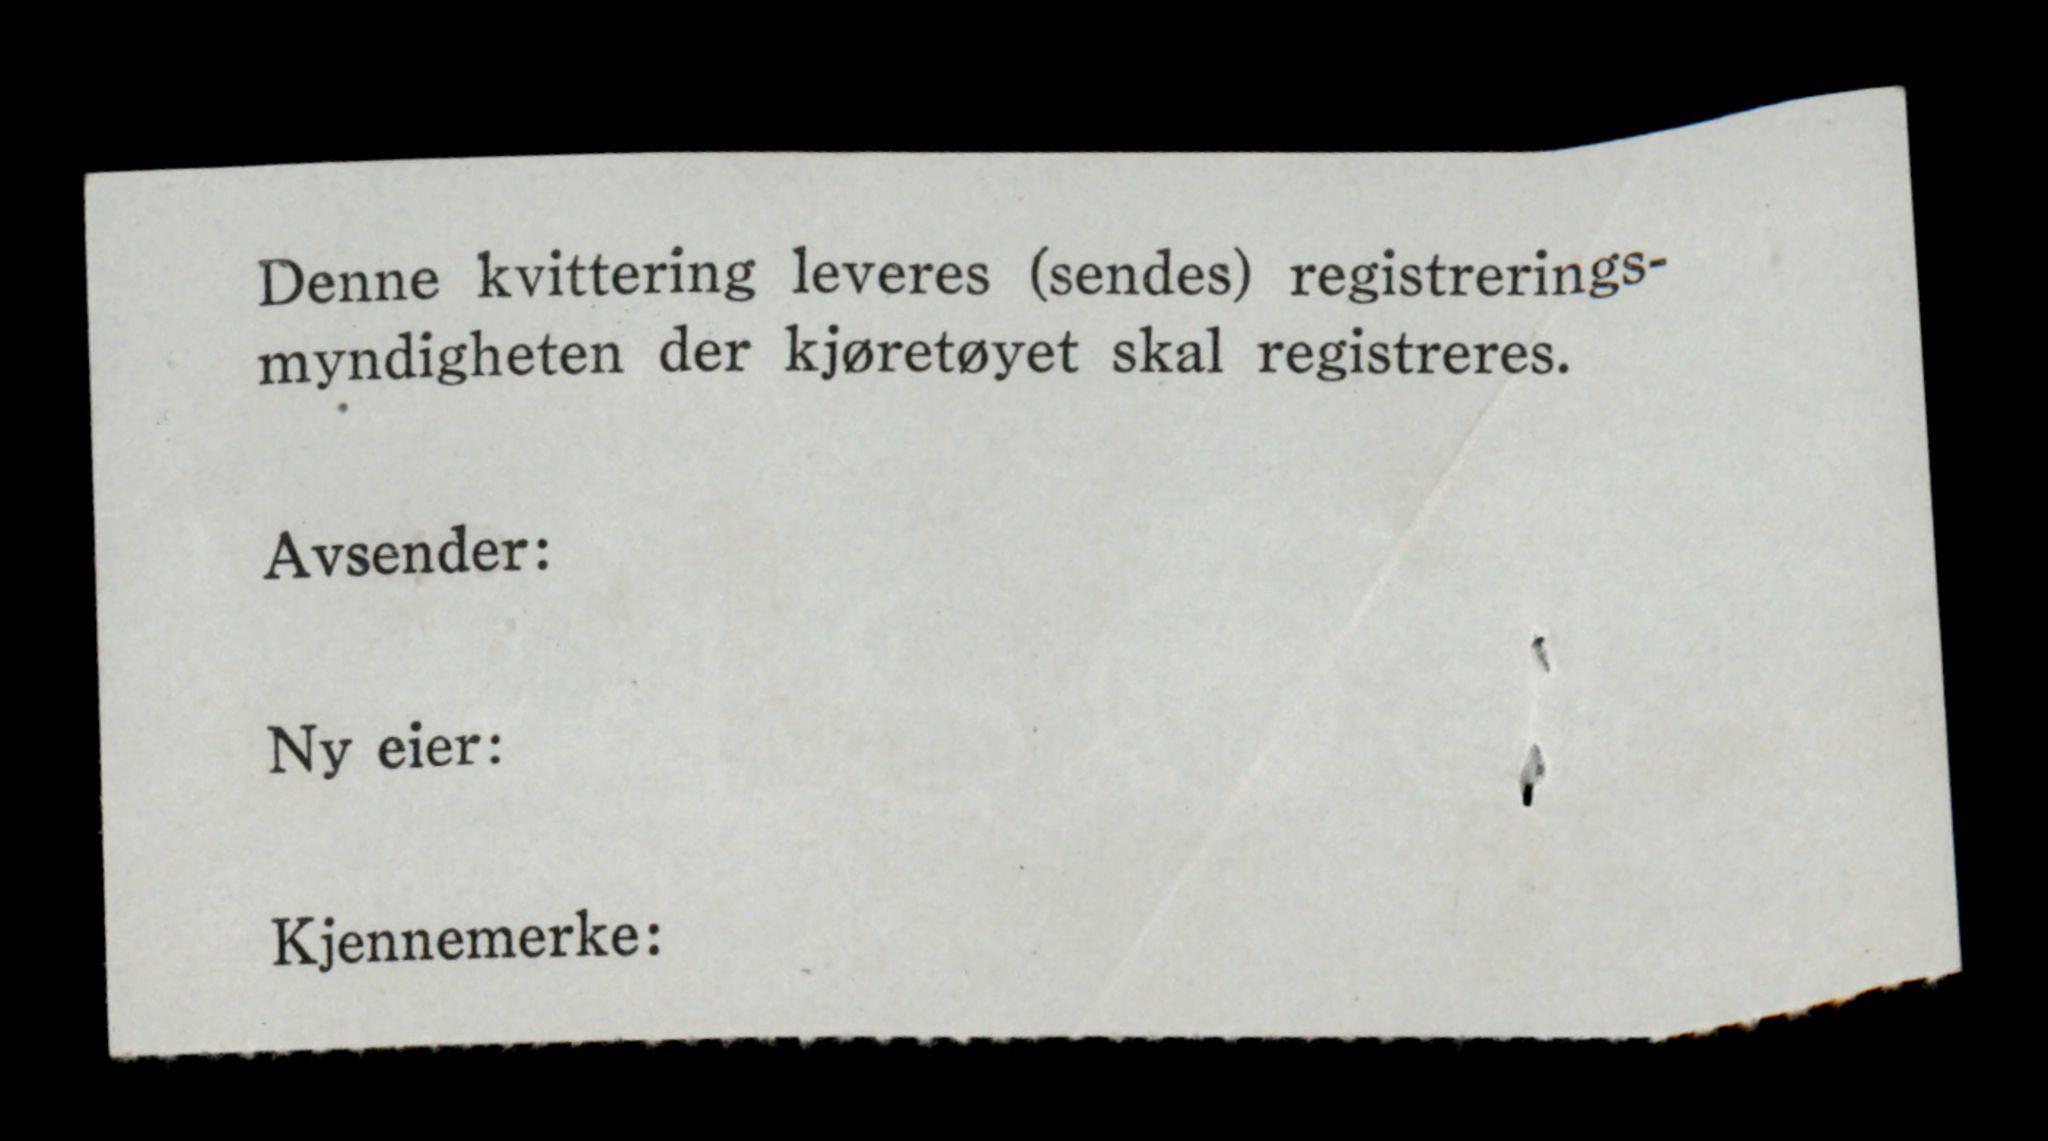 Denne kvittering leveres (sendes) registrerings-
myndigheten der kjøretøyet skal registreres.
Avsender:
Ny eier:
Kjennemerke: